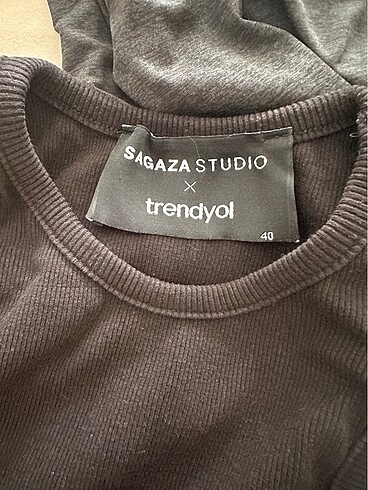 SAGAZA STUDIO
×
trendyol
40